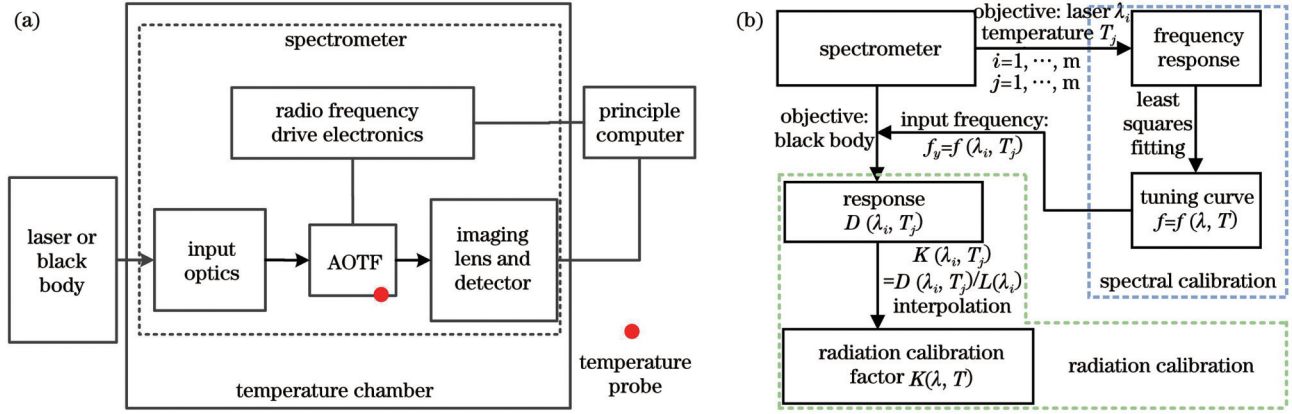 (a)
spectrometer
radio frequency
drive electronics
principle
computer
laser or
black
body
input
optics
AOTF
imaging
lens and
detector
temperature
probe
temperature chamber
(b)
spectrometer
objective: laser λᵢ
temperature Tⱼ
i=1, ⋯, m
j=1, ⋯, m
frequency
response
objective:
black body
input frequency:
f_y=f (λᵢ, Tⱼ)
least
squares
fitting
response
D (λᵢ, Tⱼ)
tuning curve
f=f (λ, T)
K (λᵢ, Tⱼ)
=D (λᵢ, Tⱼ)/L(λᵢ)
interpolation
spectral calibration
radiation calibration
factor K(λ, T)
radiation calibration